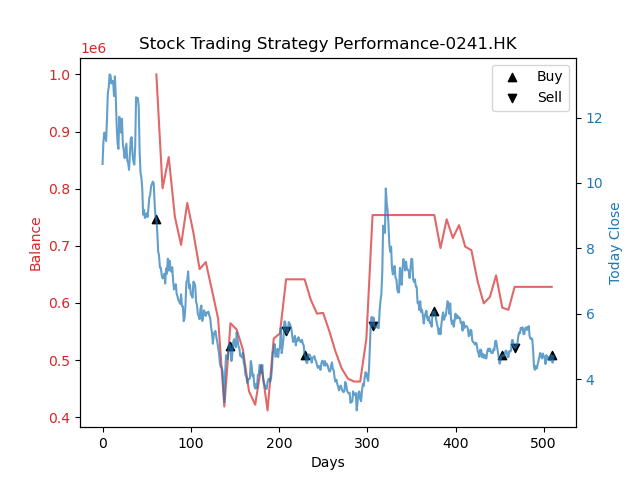 Stock Trading Strategy Performance-0241.HK
1e6
1.0
0.9
0.8
0.7
0.6
0.5
0.4
Balance
0
100
200
300
400
500
Days
12
10
8
6
4
Today Close
Buy
Sell